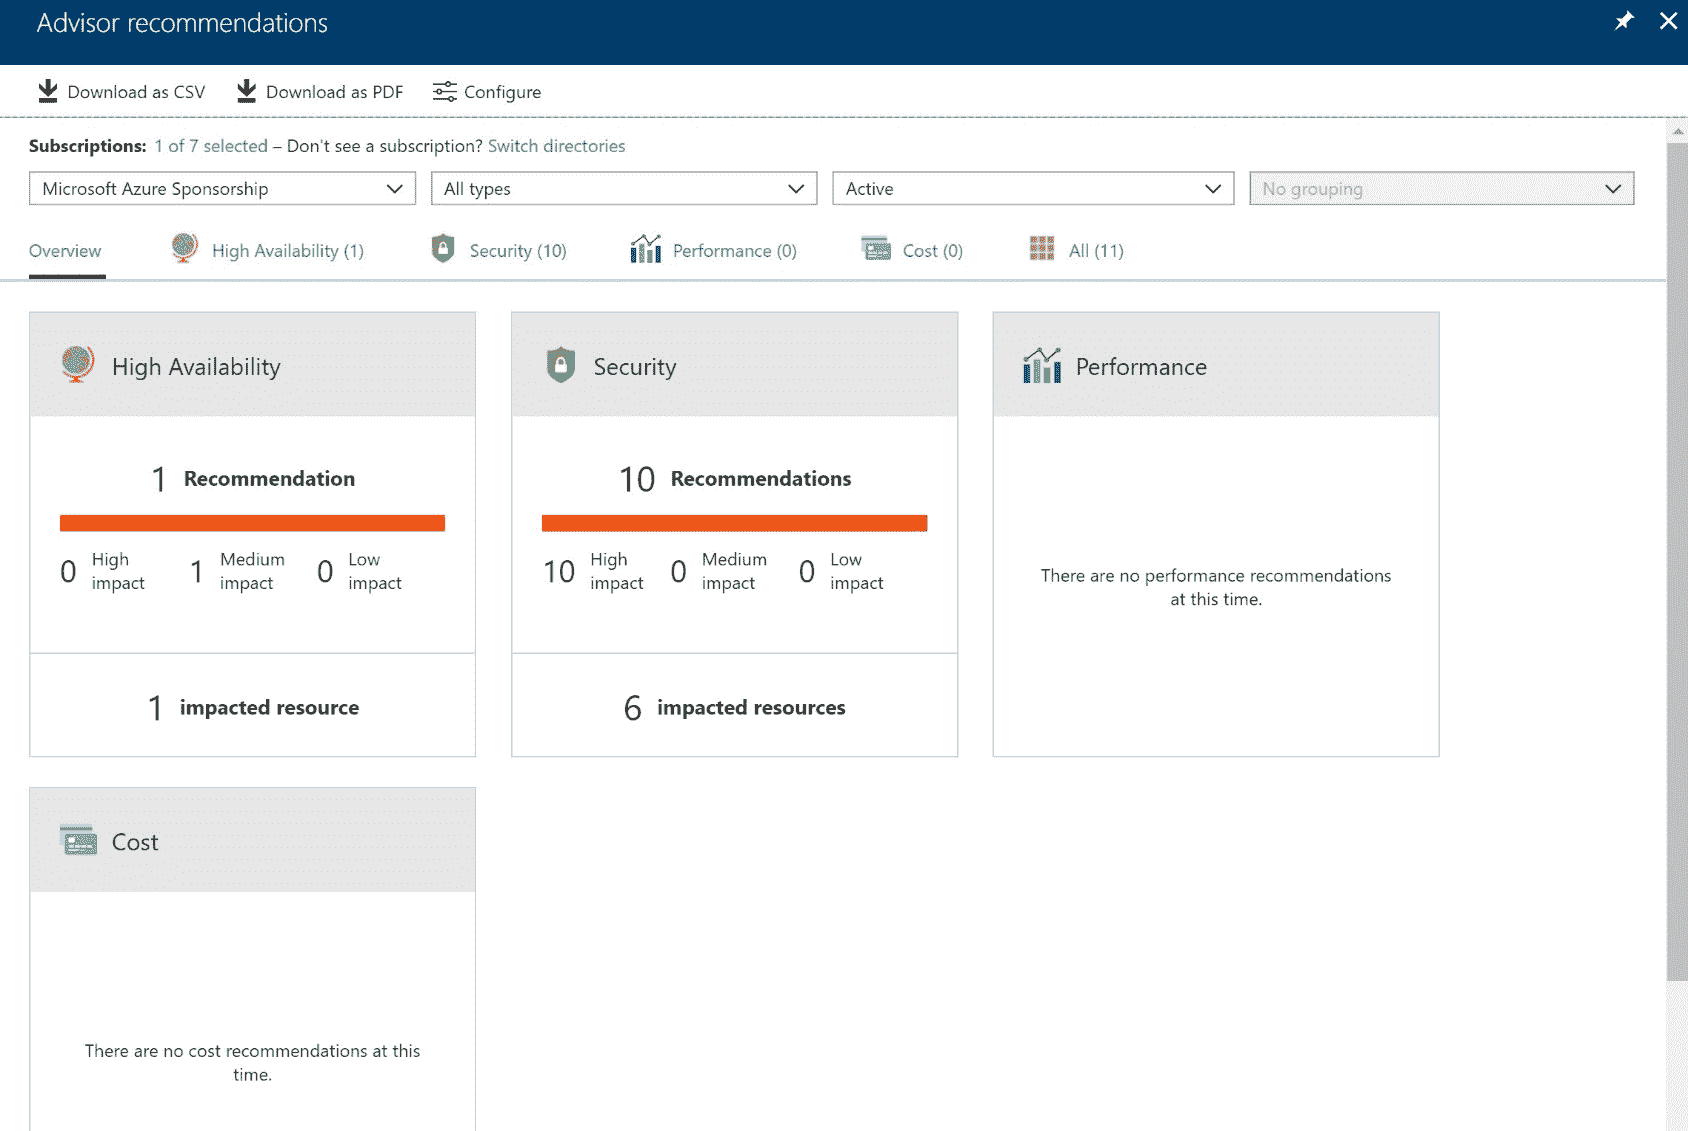 Advisor recommendations
Download as CSV Download as PDF Configure
Subscriptions: 1 of 7 selected – Don't see a subscription? Switch directories
Microsoft Azure Sponsorship All types Active No grouping
Overview High Availability (1) Security (10) Performance (0) Cost (0) All (11)
High Availability
1 Recommendation
0 High impact 1 Medium impact 0 Low impact
1 impacted resource
Security
10 Recommendations
10 High impact 0 Medium impact 0 Low impact
6 impacted resources
Performance
There are no performance recommendations
at this time.
Cost
There are no cost recommendations at this
time.